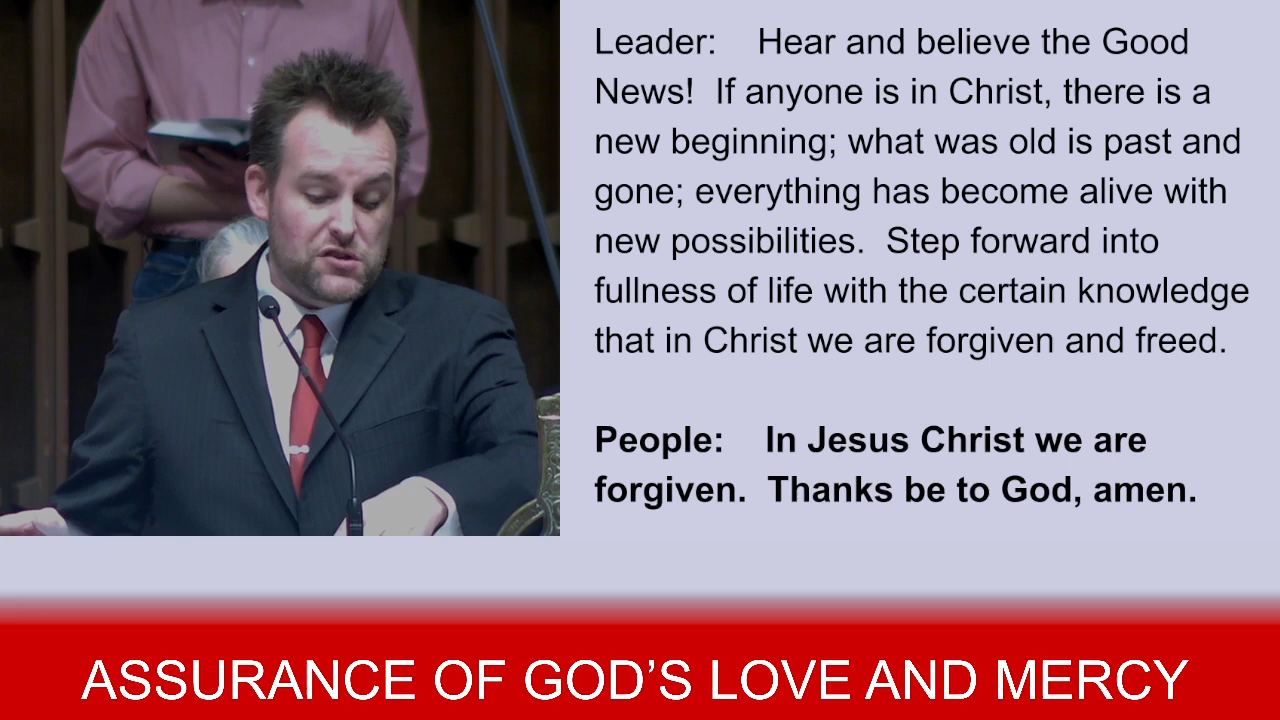 Leader:    Hear and believe the Good
News!  If anyone is in Christ, there is a
new beginning; what was old is past and
gone; everything has become alive with
new possibilities.  Step forward into
fullness of life with the certain knowledge
that in Christ we are forgiven and freed.
People:    In Jesus Christ we are
forgiven.  Thanks be to God, amen.
ASSURANCE OF GOD’S LOVE AND MERCY